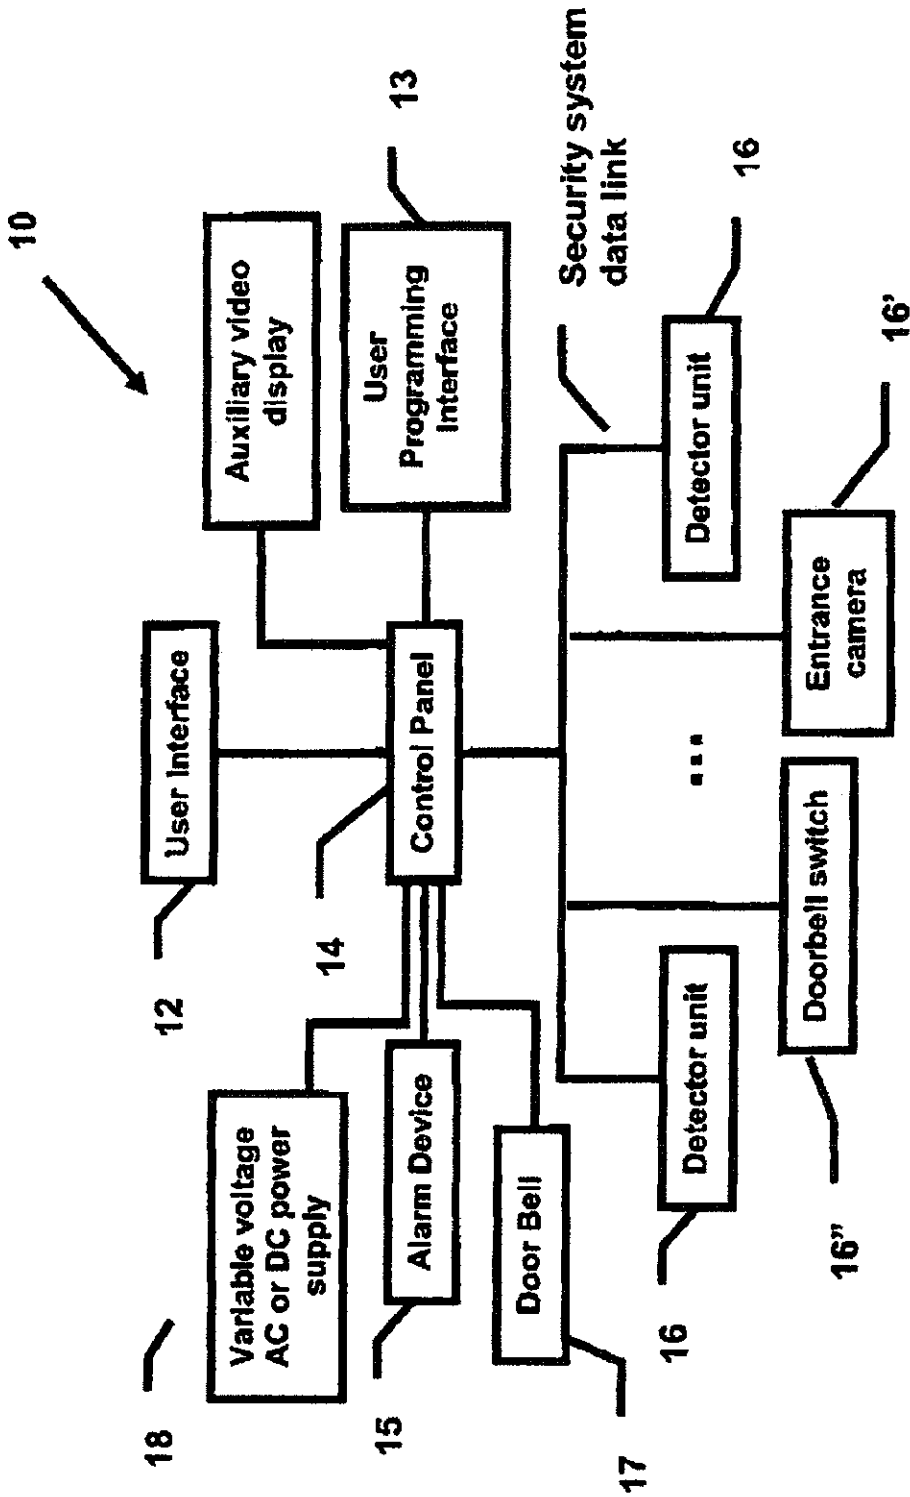 10
User Interface
12
Auxiliary video
display
User
Programming
Interface
13
14
Control Panel
18
Variable voltage
AC or DC power
supply
Alarm Device
15
Door Bell
17
Security system
data link
Detector unit
16
Doorbell switch
16"
...
Entrance
camera
16'
Detector unit
16